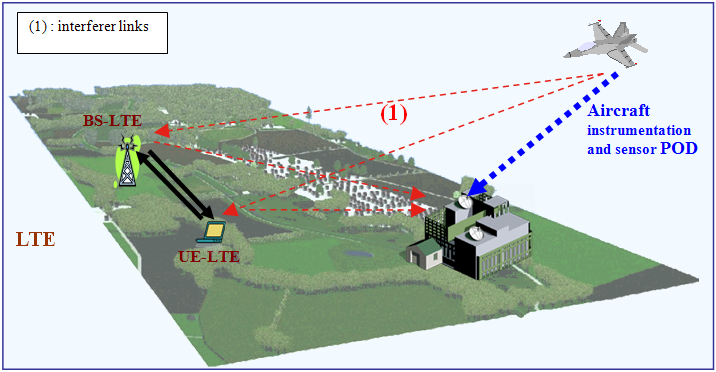 (1) : interferer links
BS-LTE
(1)
Aircraft
instrumentation
and sensor POD
LTE
UE-LTE